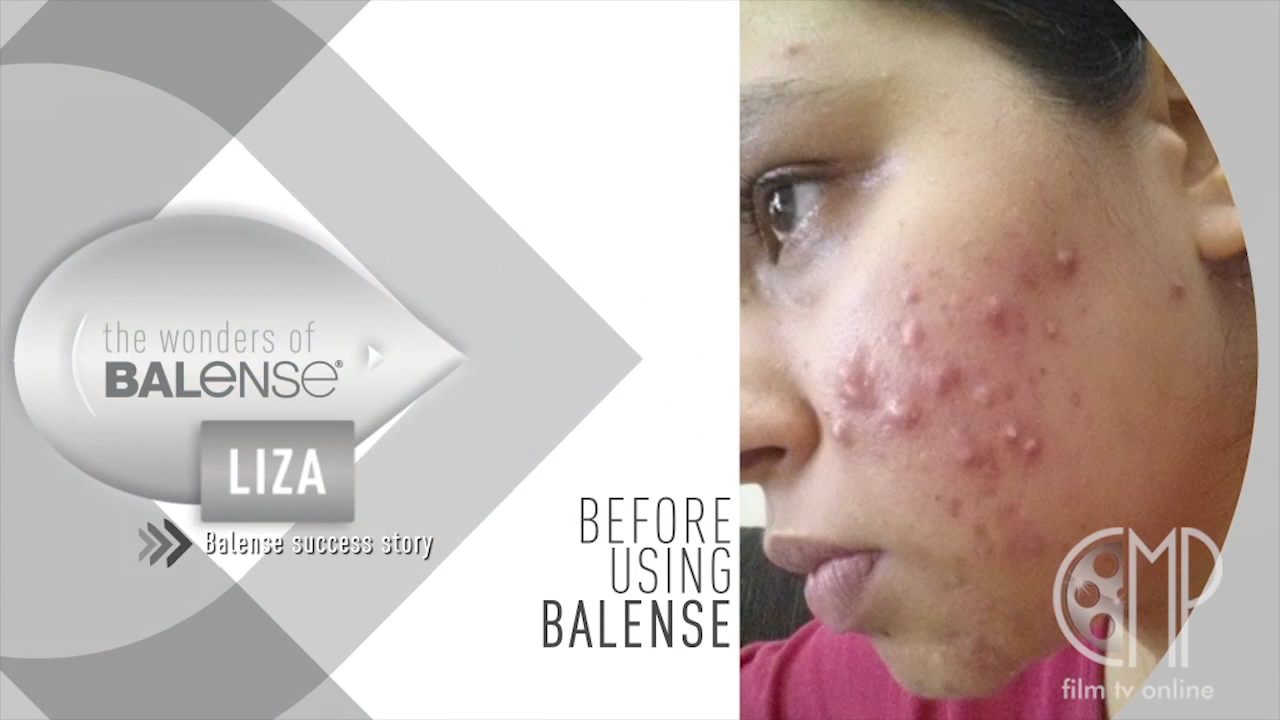 the wonders of
BALENSE®
LIZA
Balense success story
BEFORE
USING
BALENSE
CMP
film tv online